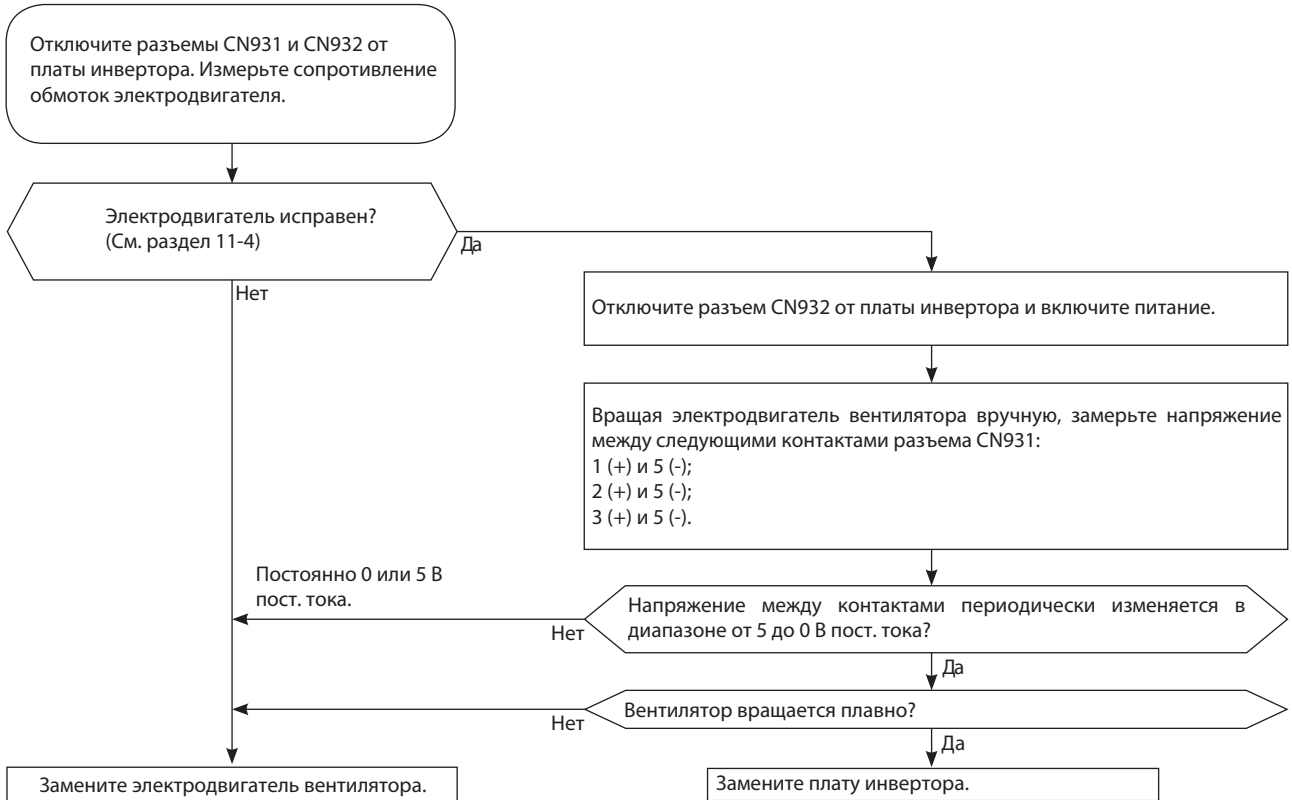 Отключите разъемы CN931 и CN932 от
платы инвертора. Измерьте сопротивление
обмоток электродвигателя.
Электродвигатель исправен?
(См. раздел 11-4)
Да
Нет
Отключите разъем CN932 от платы инвертора и включите питание.
Вращая электродвигатель вентилятора вручную, замерьте напряжение
между следующими контактами разъема CN931:
1 (+) и 5 (-);
2 (+) и 5 (-);
3 (+) и 5 (-).
Постоянно 0 или 5 В
пост. тока.
Напряжение между контактами периодически изменяется в
диапазоне от 5 до 0 В пост. тока?
Нет
Да
Вентилятор вращается плавно?
Нет
Да
Замените электродвигатель вентилятора.
Замените плату инвертора.